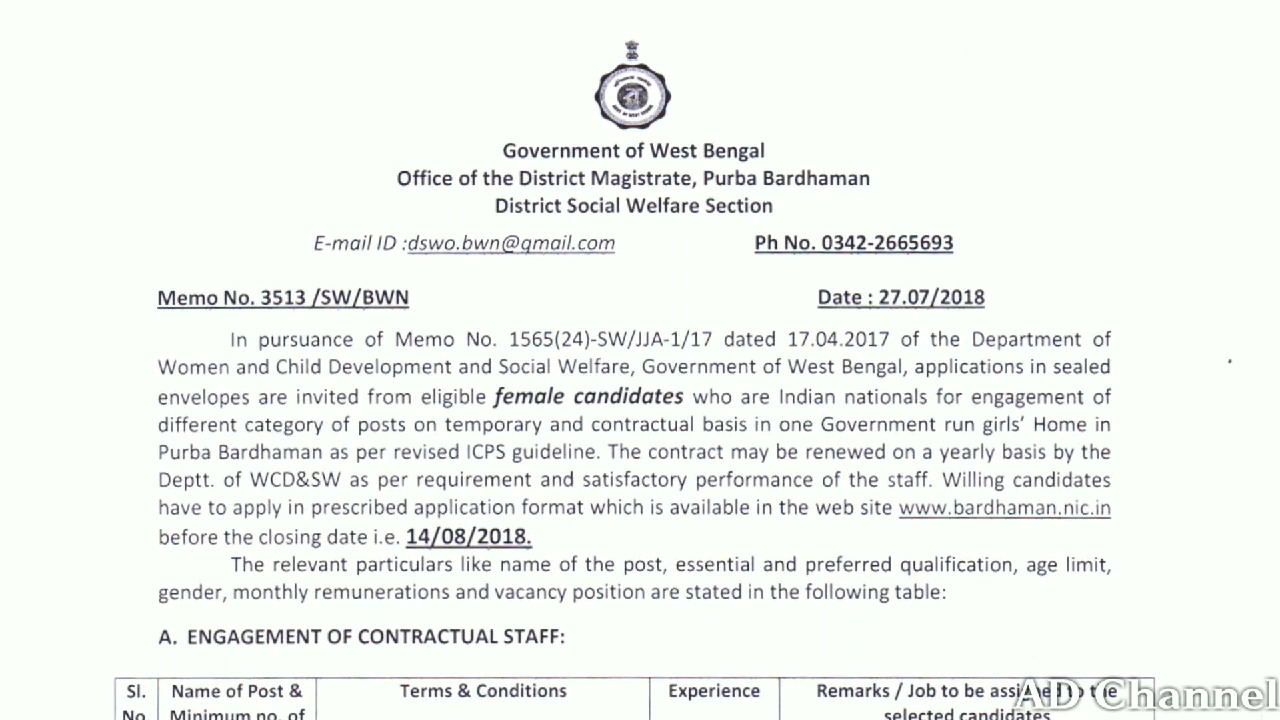 Government of West Bengal
Office of the District Magistrate, Purba Bardhaman
District Social Welfare Section
E-mail ID :dswo.bwn@gmail.com Ph No. 0342-2665693
Memo No. 3513 /SW/BWN Date : 27.07/2018
In pursuance of Memo No. 1565(24)-SW/JJA-1/17 dated 17.04.2017 of the Department of
Women and Child Development and Social Welfare, Government of West Bengal, applications in sealed
envelopes are invited from eligible female candidates who are Indian nationals for engagement of
different category of posts on temporary and contractual basis in one Government run girls' Home in
Purba Bardhaman as per revised ICPS guideline. The contract may be renewed on a yearly basis by the
Deptt. of WCD&SW as per requirement and satisfactory performance of the staff. Willing candidates
have to apply in prescribed application format which is available in the web site www.bardhaman.nic.in
before the closing date i.e. 14/08/2018.
The relevant particulars like name of the post, essential and preferred qualification, age limit,
gender, monthly remunerations and vacancy position are stated in the following table:
A. ENGAGEMENT OF CONTRACTUAL STAFF:
Sl. Name of Post & Terms & Conditions Experience Remarks / Job to be assigned to the
No Minimum no. of selected candidates
AD Channel